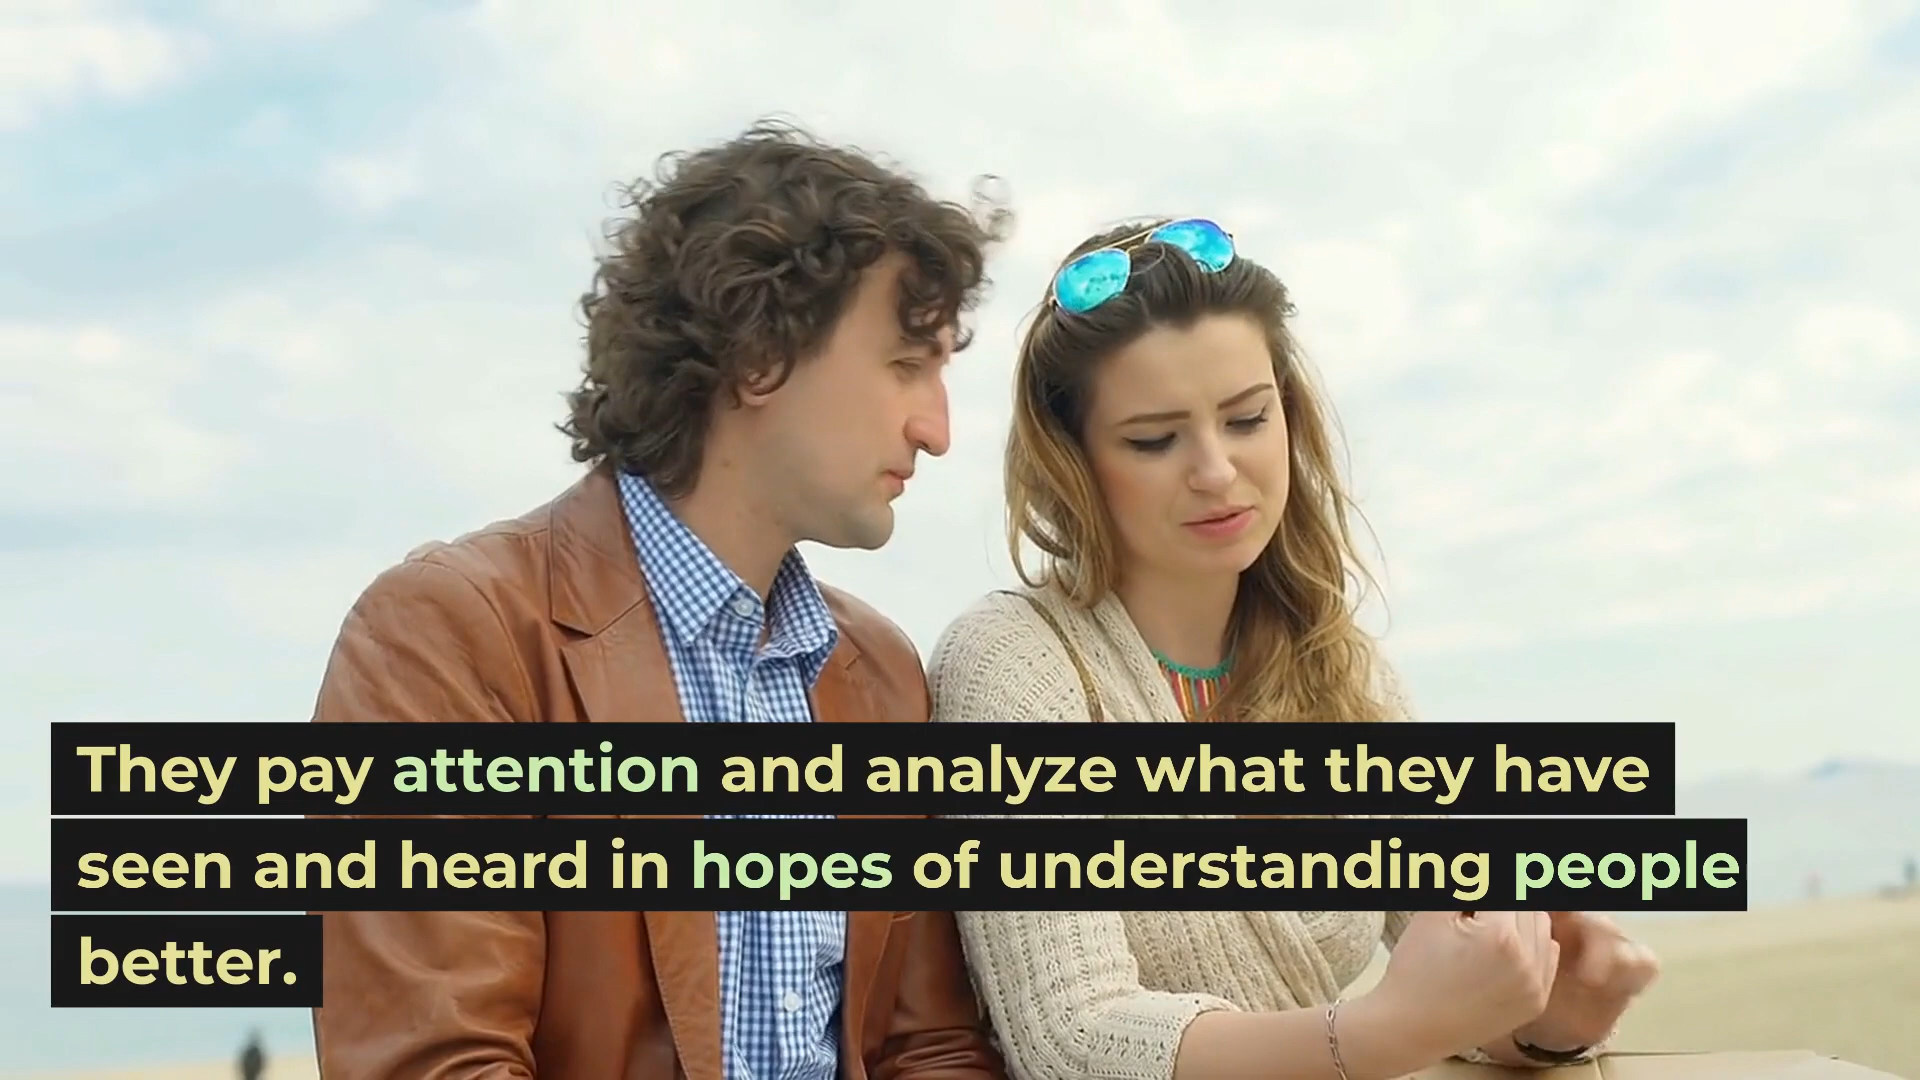 They pay attention and analyze what they have
seen and heard in hopes of understanding people
better.